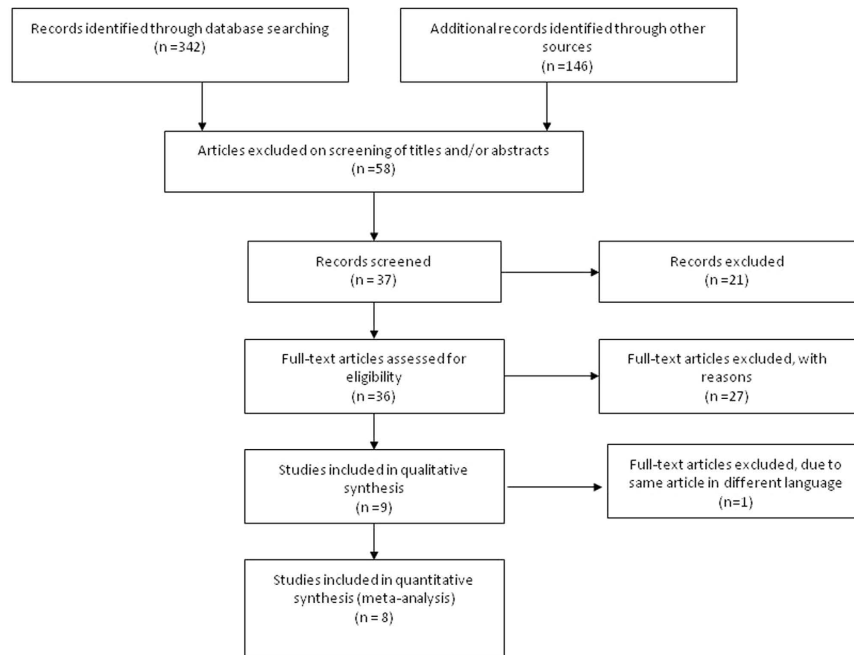 Records identified through database searching
(n =342)
Additional records identified through other
sources
(n =146)
Articles excluded on screening of titles and/or abstracts
(n =58)
Records screened
(n = 37)
Records excluded
(n =21)
Full-text articles assessed for
eligibility
(n =36)
Full-text articles excluded, with
reasons
(n =27)
Studies included in qualitative
synthesis
(n =9)
Full-text articles excluded, due to
same article in different language
(n=1)
Studies included in quantitative
synthesis (meta-analysis)
(n = 8)